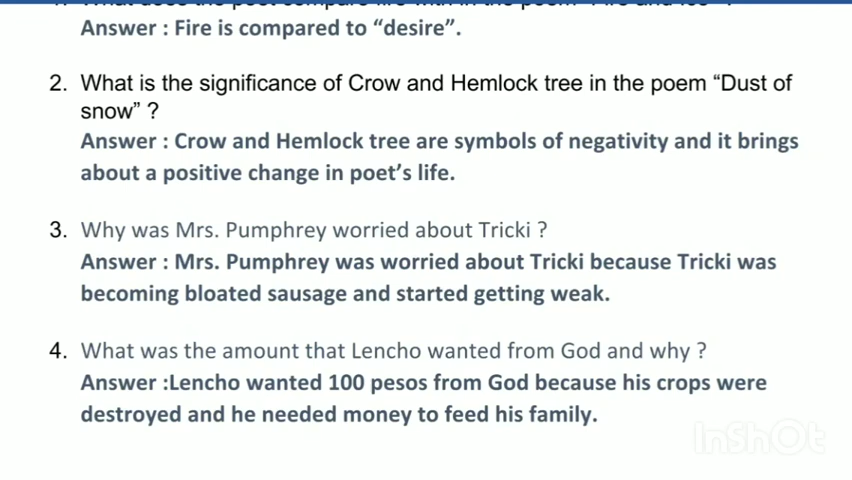 Answer : Fire is compared to “desire”.
2. What is the significance of Crow and Hemlock tree in the poem “Dust of
snow” ?
Answer : Crow and Hemlock tree are symbols of negativity and it brings
about a positive change in poet’s life.
3. Why was Mrs. Pumphrey worried about Tricki ?
Answer : Mrs. Pumphrey was worried about Tricki because Tricki was
becoming bloated sausage and started getting weak.
4. What was the amount that Lencho wanted from God and why ?
Answer :Lencho wanted 100 pesos from God because his crops were
destroyed and he needed money to feed his family.
InShOt